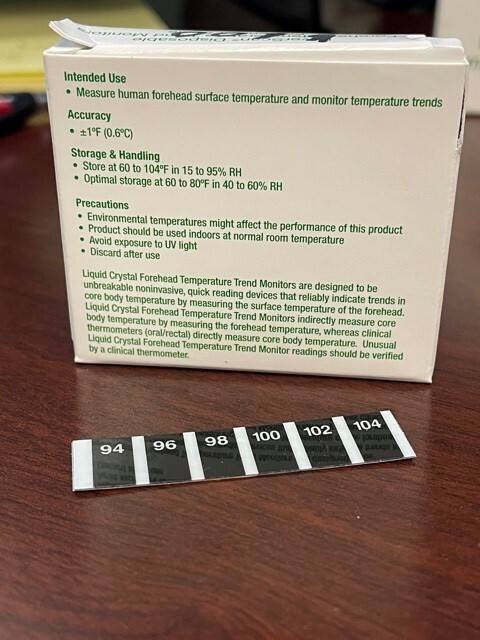 Intended Use
• Measure human forehead surface temperature and monitor temperature trends
Accuracy
• ±1ºF (0.6ºC)
Storage & Handling
• Store at 60 to 104ºF in 15 to 95% RH
• Optimal storage at 60 to 80ºF in 40 to 60% RH
Precautions
• Environmental temperatures might affect the performance of this product
• Product should be used indoors at normal room temperature
• Avoid exposure to UV light
• Discard after use
Liquid Crystal Forehead Temperature Trend Monitors are designed to be
unbreakable noninvasive, quick reading devices that reliably indicate trends in
core body temperature by measuring the surface temperature of the forehead.
Liquid Crystal Forehead Temperature Trend Monitors indirectly measure core
body temperature by measuring the forehead temperature, whereas clinical
thermometers (oral/rectal) directly measure core body temperature. Unusual
Liquid Crystal Forehead Temperature Trend Monitor readings should be verified
by a clinical thermometer.
94 96 98 100 102 104